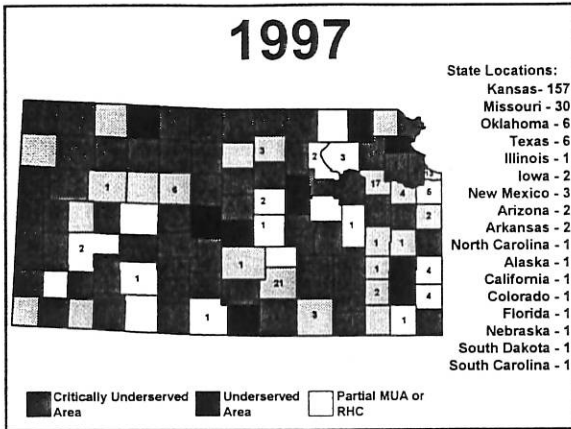 1997
State Locations:
Kansas- 157
Missouri - 30
Oklahoma - 6
Texas - 6
Illinois - 1
Iowa - 2
New Mexico - 3
Arizona - 2
Arkansas - 2
North Carolina - 1
Alaska - 1
California - 1
Colorado - 1
Florida - 1
Nebraska - 1
South Dakota - 1
South Carolina - 1
3
2 3
1 6 17 4 5
2 2
1 1 1 1
2
1 1 4
1 21 2 4
1 3 1
Critically Underserved Area
Underserved Area
Partial MUA or RHC